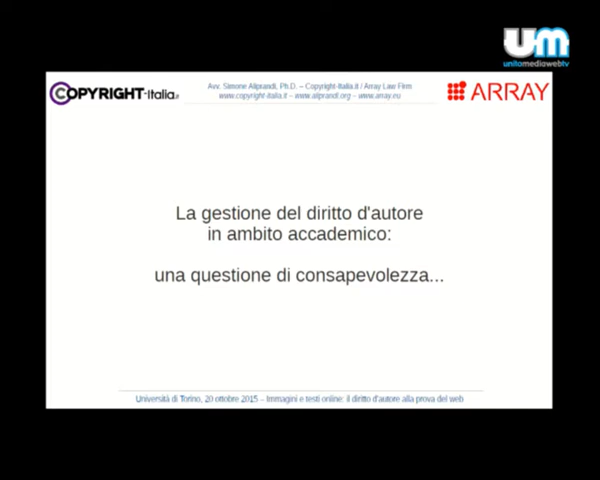 um
unitomediawebtv
COPYRIGHT-Italia.it
Avv. Simone Aliprandi, Ph.D. – Copyright-Italia.it / Array Law Firm
www.copyright-italia.it – www.aliprandi.org – www.array.eu
ARRAY
La gestione del diritto d'autore
in ambito accademico:
una questione di consapevolezza...
Università di Torino, 20 ottobre 2015 – Immagini e testi online: il diritto d'autore alla prova del web